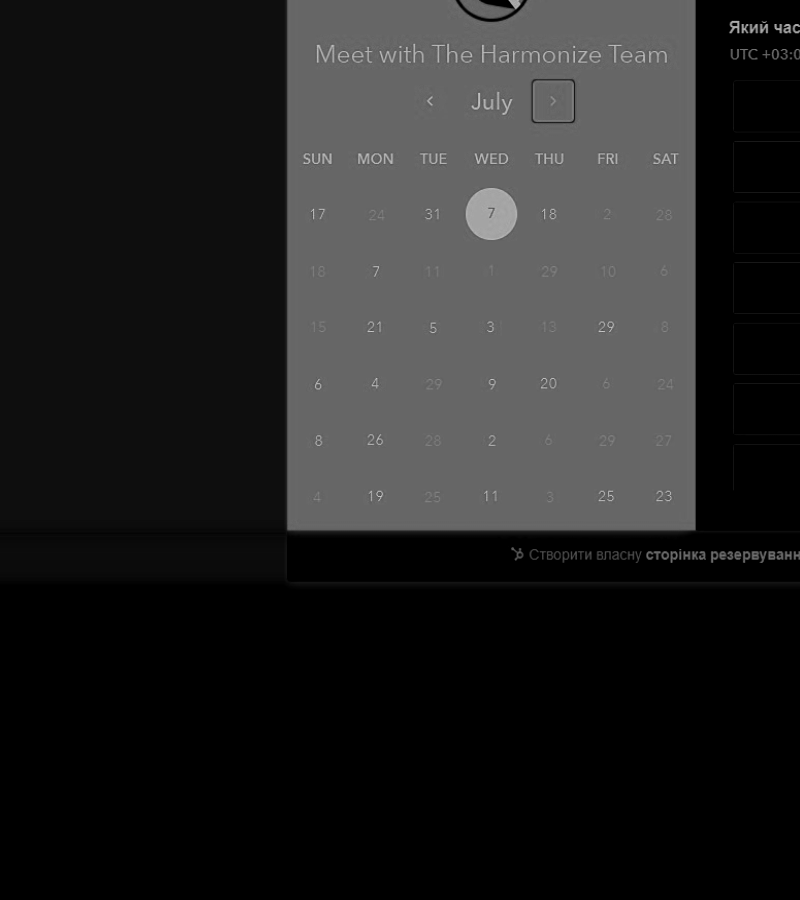 Meet with The Harmonize Team
July
SUN MON TUE WED THU FRI SAT
17 24 31 7 18 2 28
18 7 11 1 29 10 6
15 21 5 3 13 29 8
6 4 29 9 20 6 24
8 26 28 2 6 29 27
4 19 25 11 3 25 23
Який час
UTC +03:0
Створити власну сторінка резервуванн